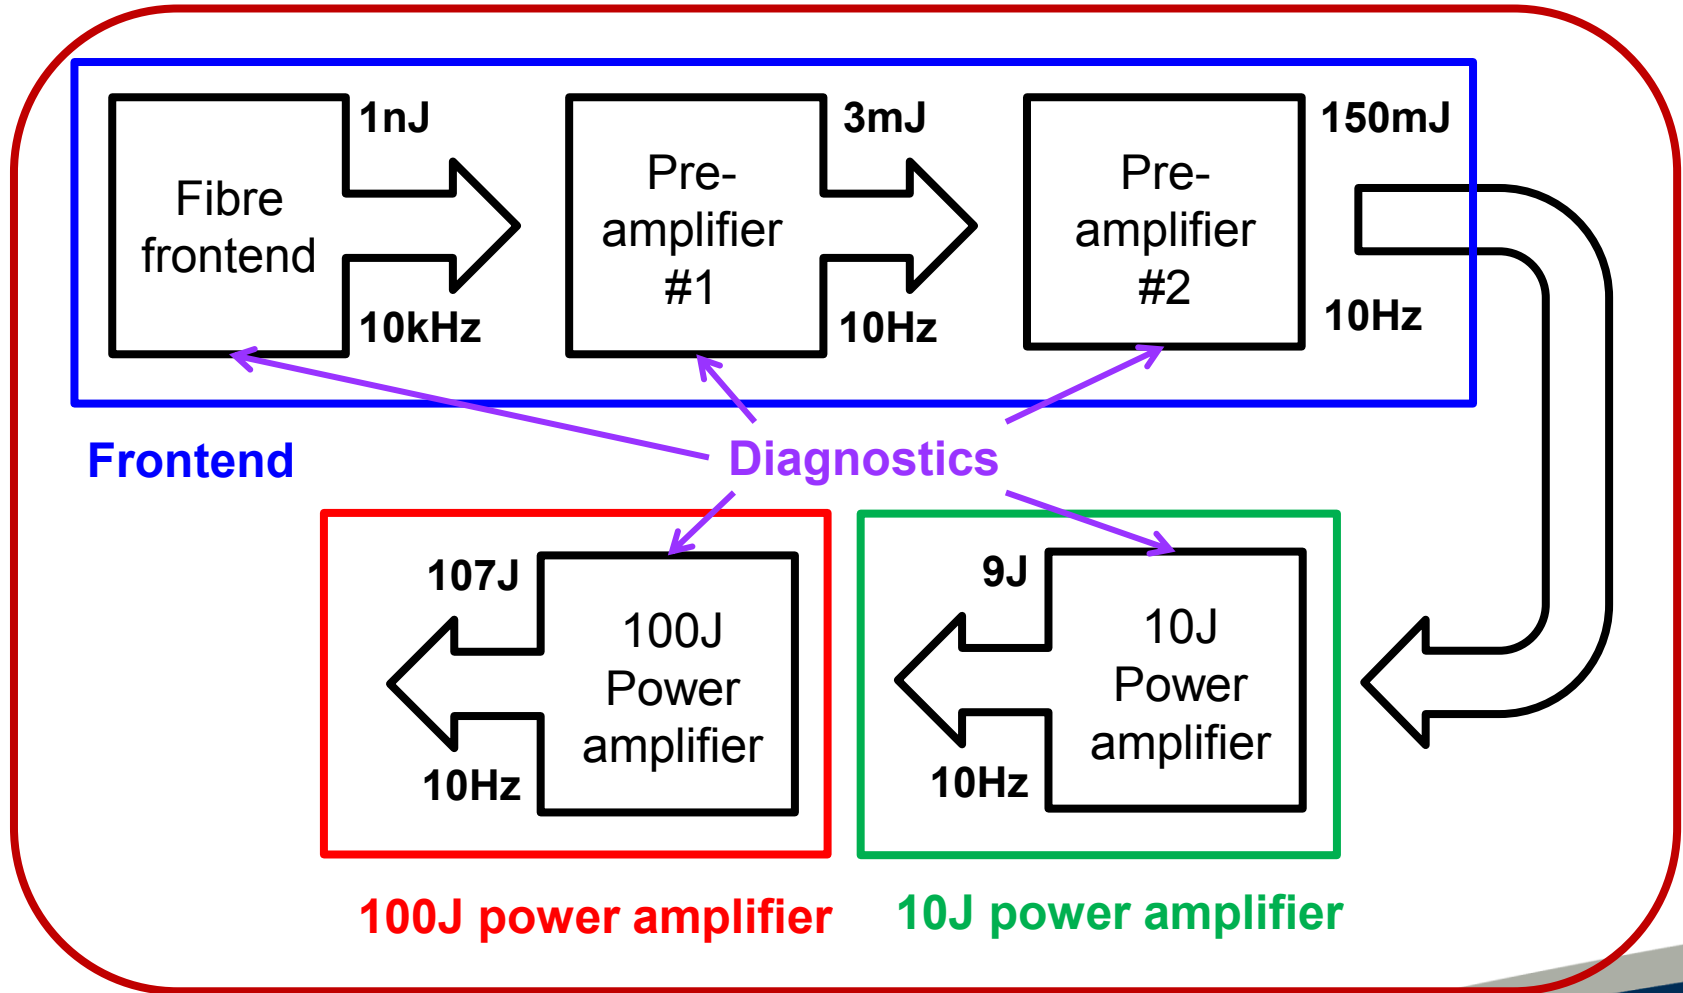 1nJ
Fibre
frontend
10kHz
3mJ
Pre-
amplifier
#1
10Hz
150mJ
Pre-
amplifier
#2
10Hz
Frontend
Diagnostics
107J
100J
Power
amplifier
10Hz
9J
10J
Power
amplifier
10Hz
100J power amplifier
10J power amplifier